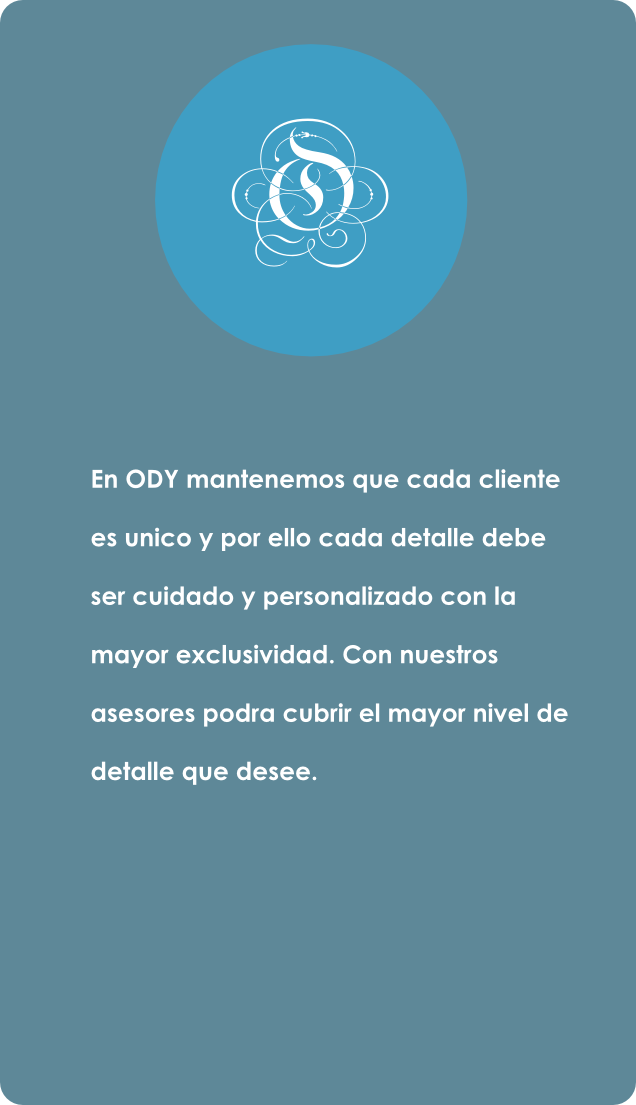 En ODY mantenemos que cada cliente
es unico y por ello cada detalle debe
ser cuidado y personalizado con la
mayor exclusividad. Con nuestros
asesores podra cubrir el mayor nivel de
detalle que desee.